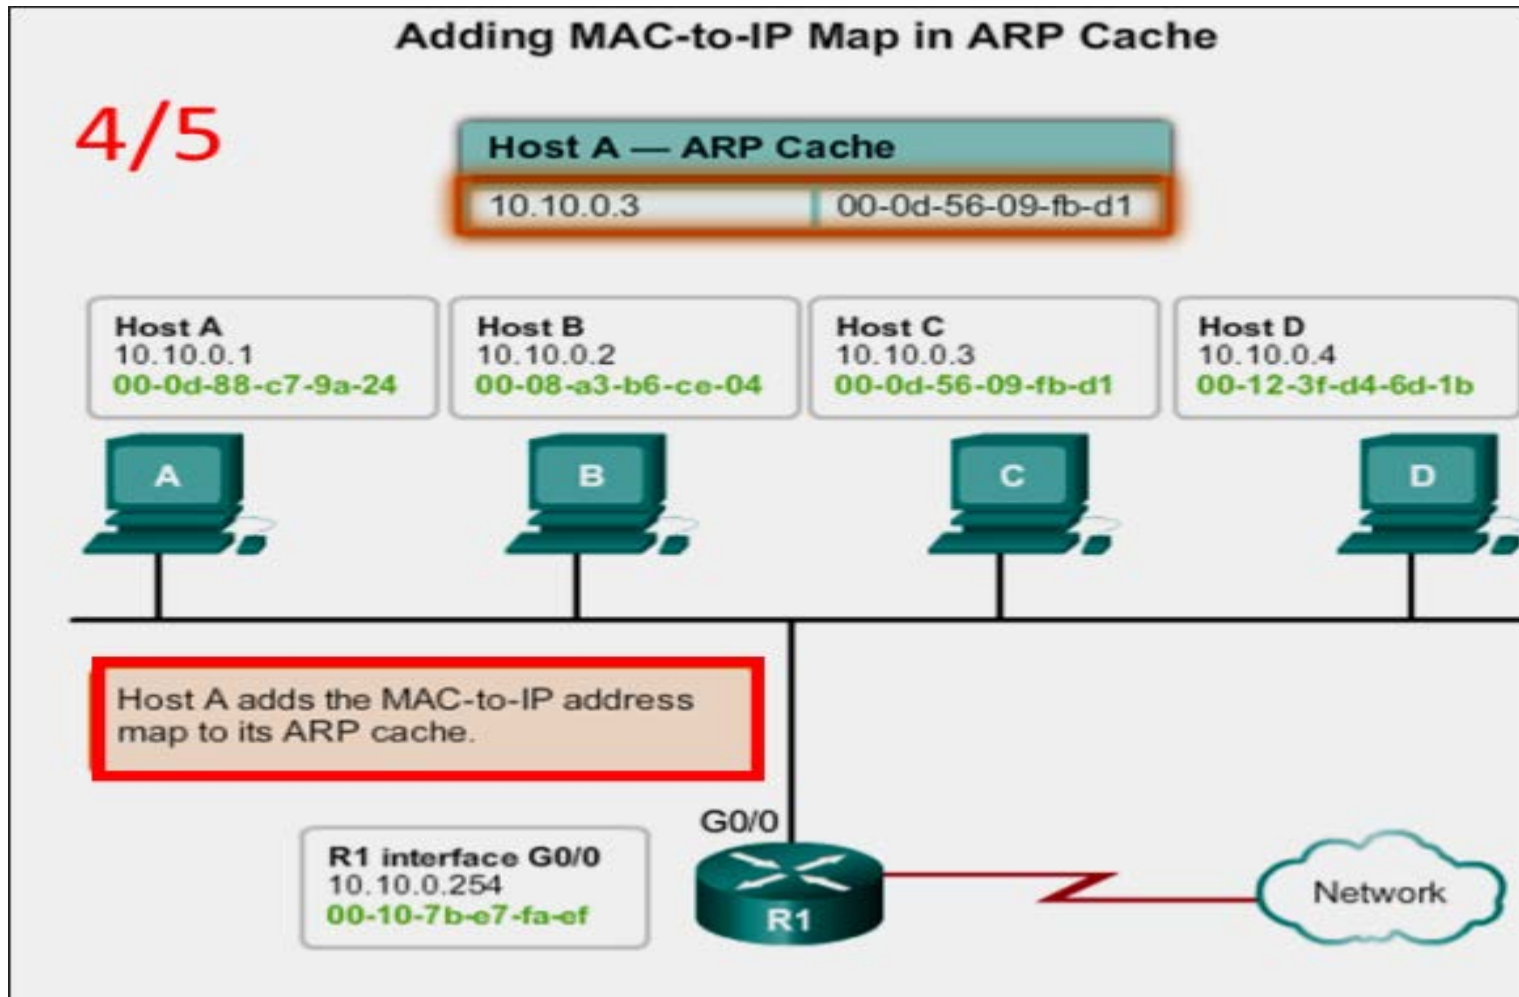 Adding MAC-to-IP Map in ARP Cache
4/5
Host A — ARP Cache
10.10.0.3 00-0d-56-09-fb-d1
Host A
10.10.0.1
00-0d-88-c7-9a-24
Host B
10.10.0.2
00-08-a3-b6-ce-04
Host C
10.10.0.3
00-0d-56-09-fb-d1
Host D
10.10.0.4
00-12-3f-d4-6d-1b
A
B
C
D
Host A adds the MAC-to-IP address
map to its ARP cache.
G0/0
R1 interface G0/0
10.10.0.254
00-10-7b-e7-fa-ef
R1
Network